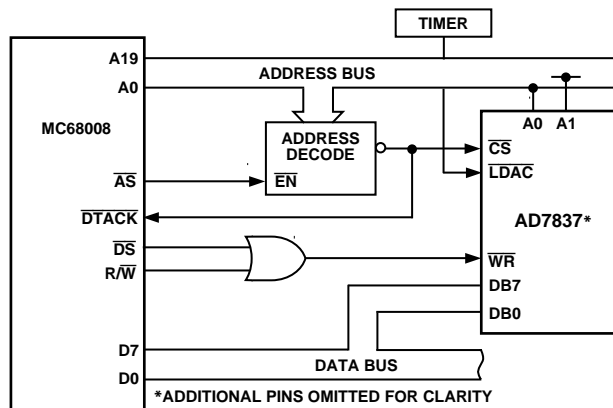 TIMER
A19
ADDRESS BUS
A0
MC68008
ADDRESS
DECODE
EN
A0 A1
CS
LDAC
AS
DTACK
AD7837*
DS
R/W
WR
DB7
DB0
D7
DATA BUS
D0
*ADDITIONAL PINS OMITTED FOR CLARITY